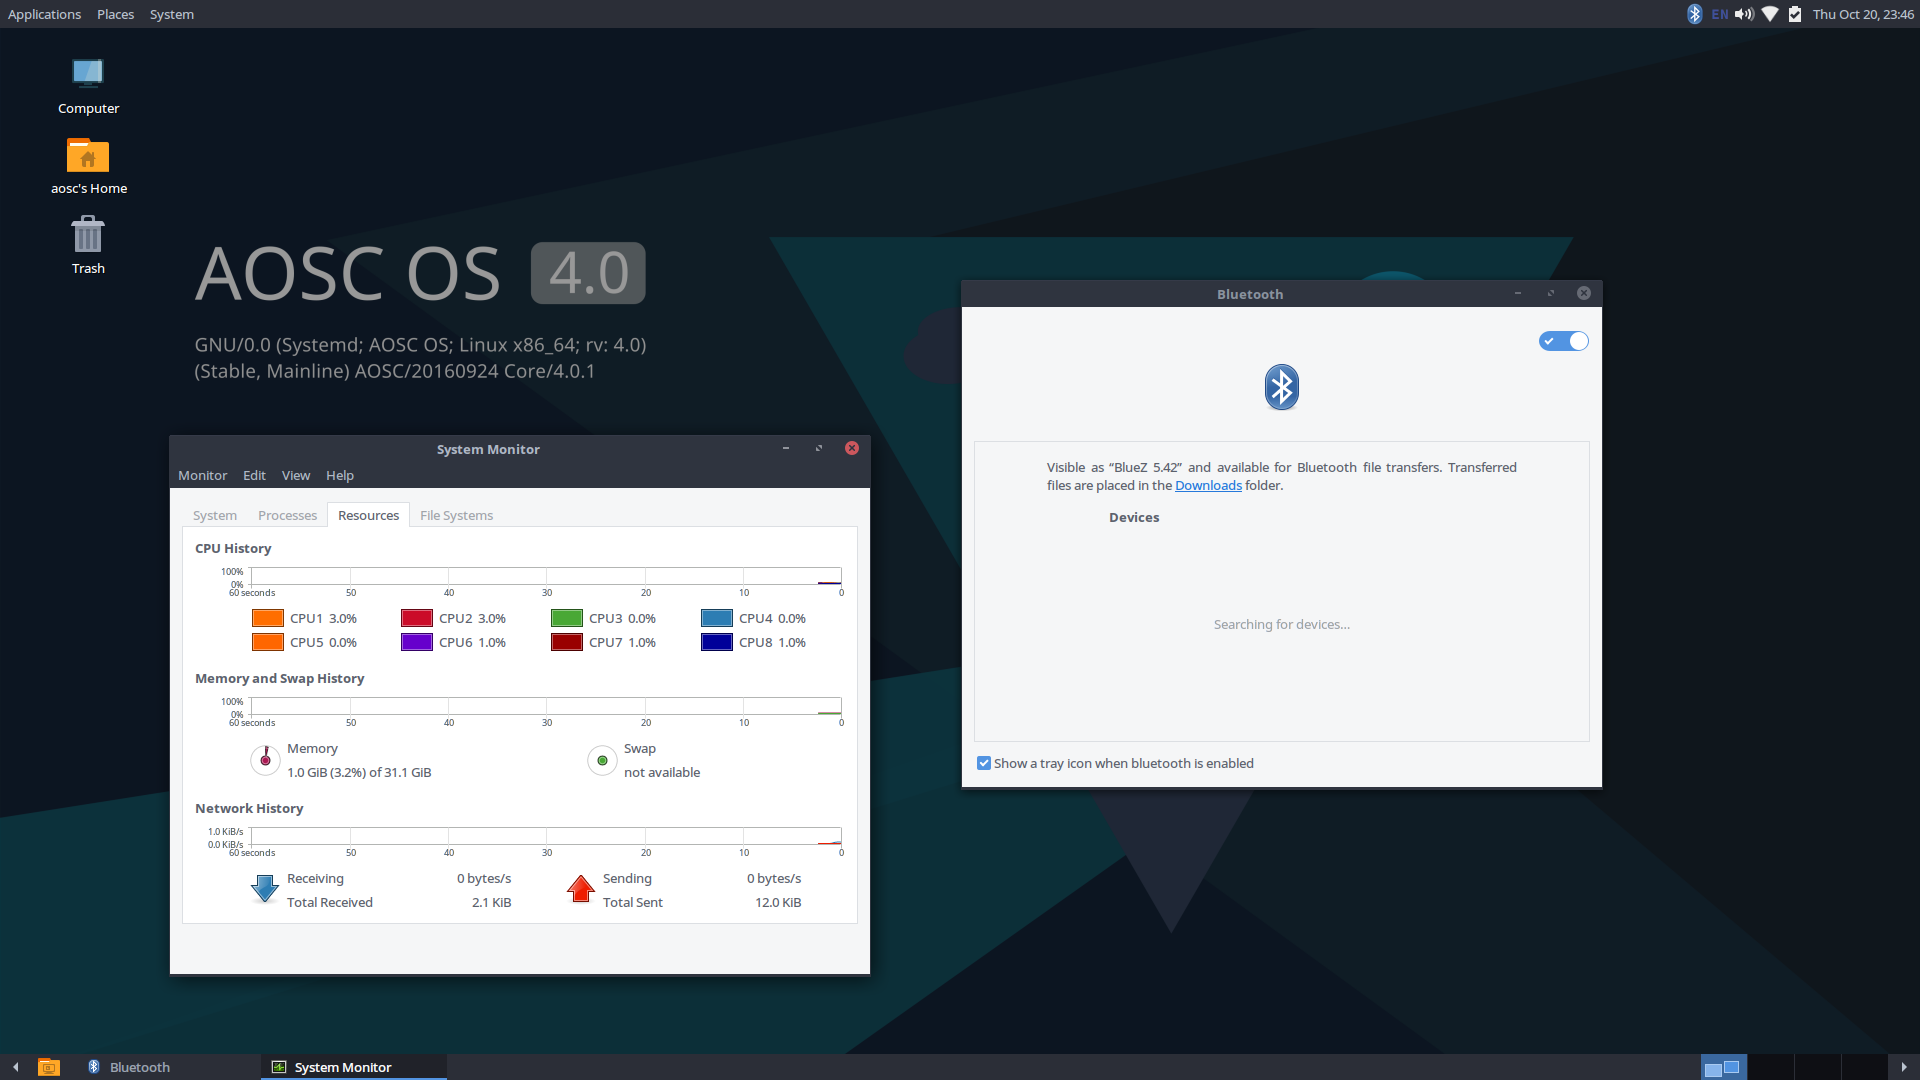 Applications Places System
EN Thu Oct 20, 23:46
Computer
aosc's Home
Trash
AOSC OS 4.0
GNU/0.0 (Systemd; AOSC OS; Linux x86_64; rv: 4.0)
(Stable, Mainline) AOSC/20160924 Core/4.0.1
System Monitor
Monitor Edit View Help
System Processes Resources File Systems
CPU History
100%
0%
60 seconds 50 40 30 20 10 0
CPU1 3.0% CPU2 3.0% CPU3 0.0% CPU4 0.0%
CPU5 0.0% CPU6 1.0% CPU7 1.0% CPU8 1.0%
Memory and Swap History
100%
0%
60 seconds 50 40 30 20 10 0
Memory Swap
1.0 GiB (3.2%) of 31.1 GiB not available
Network History
1.0 KiB/s
0.0 KiB/s
60 seconds 50 40 30 20 10 0
Receiving 0 bytes/s Sending 0 bytes/s
Total Received 2.1 KiB Total Sent 12.0 KiB
Bluetooth
Visible as “BlueZ 5.42” and available for Bluetooth file transfers. Transferred
files are placed in the Downloads folder.
Devices
Searching for devices...
Show a tray icon when bluetooth is enabled
Bluetooth System Monitor